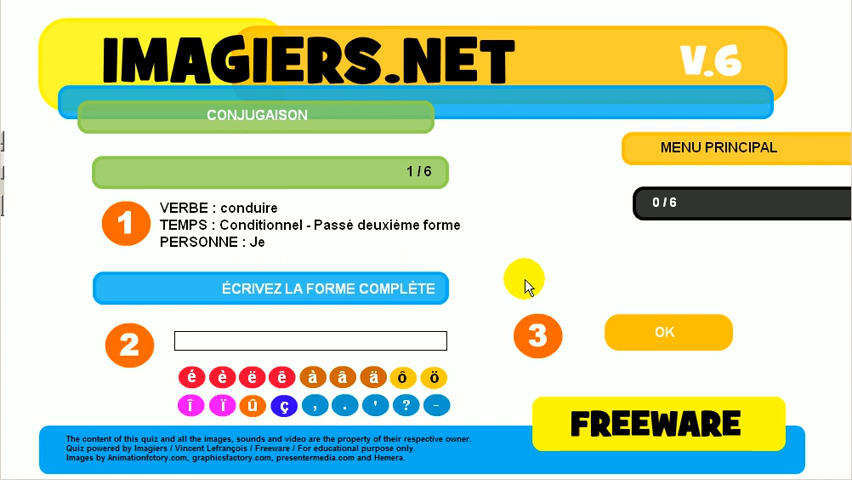 IMAGIERS.NET
V.6
CONJUGAISON
MENU PRINCIPAL
1 / 6
0 / 6
1
VERBE : conduire
TEMPS : Conditionnel - Passé deuxième forme
PERSONNE : Je
ÉCRIVEZ LA FORME COMPLÈTE
2
3
OK
é è ë ê à â ä ô ö
î ï û ç , . ' ? -
FREEWARE
The content of this quiz and all the images, sounds and video are the property of their respective owner.
Quiz powered by Imagiers / Vincent Lefrançois / Freeware / For educational purpose only.
Images by Animationfctory.com, graphicsfactory.com, presentermedia.com and Hemera.